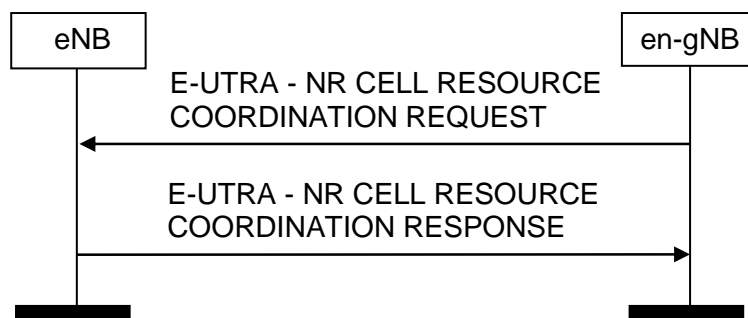 eNB
en-gNB
E-UTRA - NR CELL RESOURCE
COORDINATION REQUEST
E-UTRA - NR CELL RESOURCE
COORDINATION RESPONSE